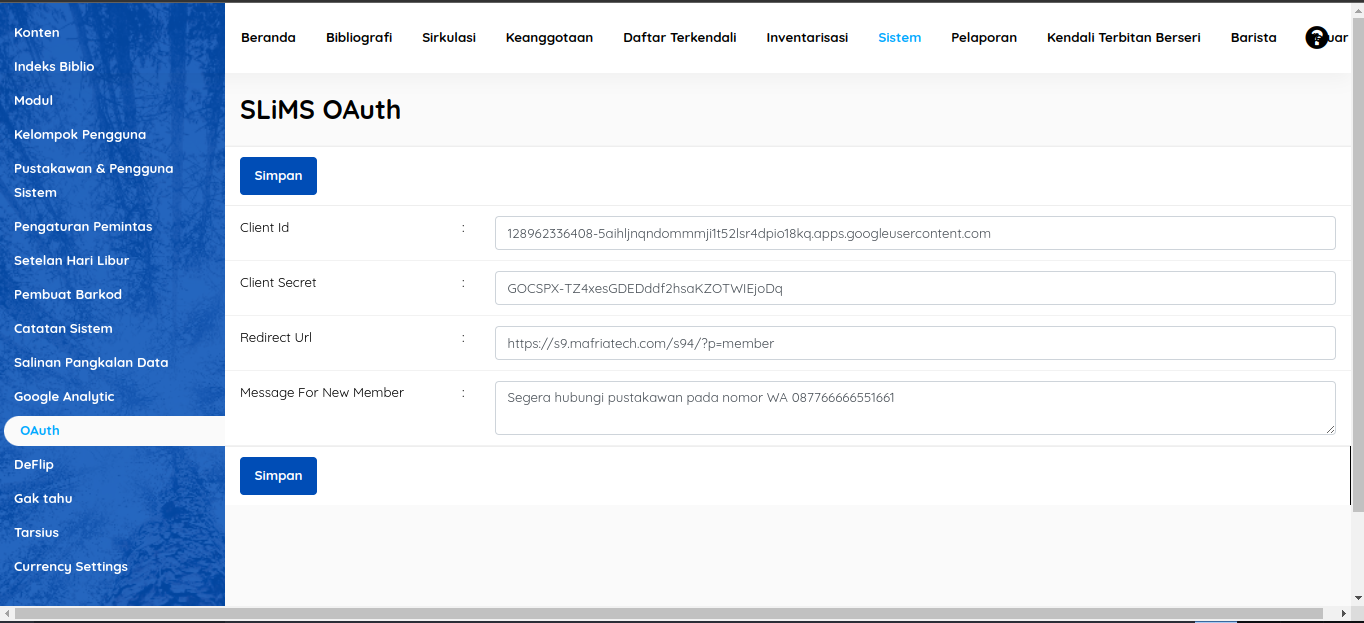 Konten
Indeks Biblio
Modul
Kelompok Pengguna
Pustakawan & Pengguna
Sistem
Pengaturan Pemintas
Setelan Hari Libur
Pembuat Barkod
Catatan Sistem
Salinan Pangkalan Data
Google Analytic
OAuth
DeFlip
Gak tahu
Tarsius
Currency Settings
Beranda Bibliografi Sirkulasi Keanggotaan Daftar Terkendali Inventarisasi Sistem Pelaporan Kendali Terbitan Berseri Barista
SLiMS OAuth
Simpan
Client Id : 128962336408-5aihljnqndommmji1t52lsr4dpio18kq.apps.googleusercontent.com
Client Secret : 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
Redirect Url : https://s9.mafriatech.com/s94/?p=member
Message For New Member : Segera hubungi pustakawan pada nomor WA 087766666551661
Simpan